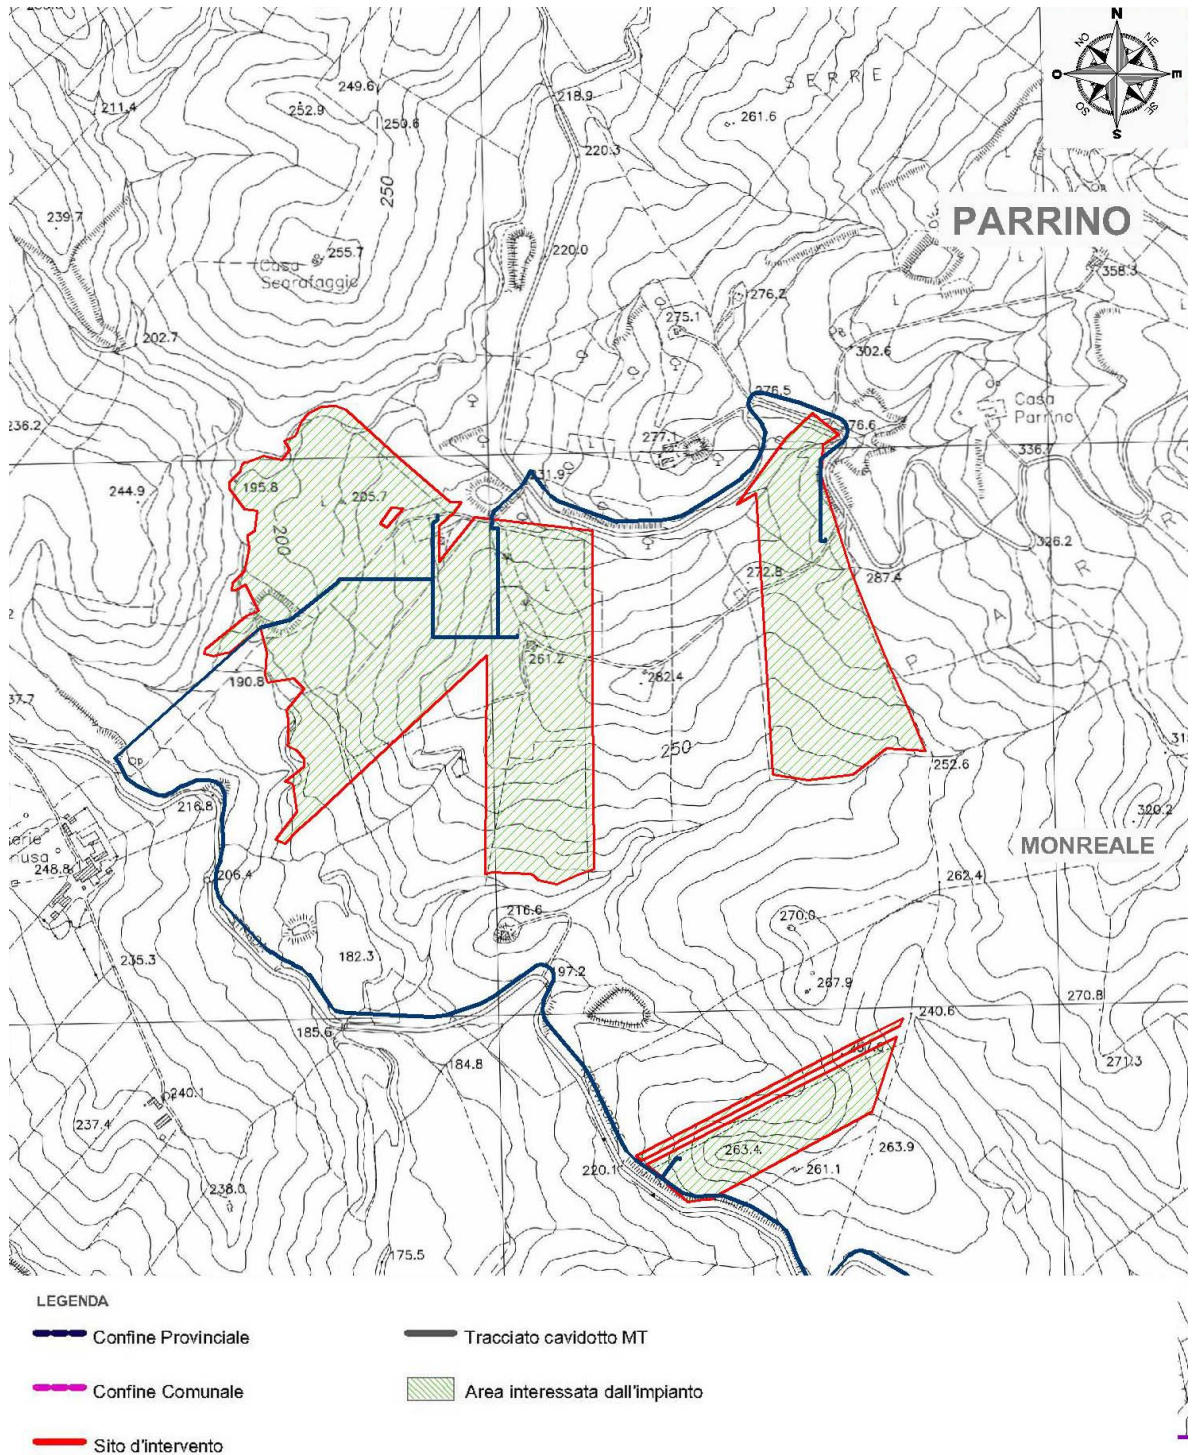 N
NO
NE
O
E
SO
SE
S
249.6
252.9
211.4
250.6
250
218.9
220.3
SERRE
261.6
PARRINO
239.7
255.7
Casa
Segrafaggio
220.0
276.2
275.1
358.3
202.7
302.6
276.5
Casa
Parrino
236.2
276.6
277.1
336.7
244.9
195.8
205.7
231.9
200
326.2
272.8
287.4
261.2
190.8
282.4
37.7
250
252.6
216.8
320.2
MONREALE
248.8
206.4
262.4
216.6
270.0
235.3
182.3
197.2
267.9
270.8
185.6
240.6
184.8
271.3
240.1
237.4
263.4
263.9
220.1
261.1
238.0
175.5
LEGENDA
Confine Provinciale
Tracciato cavidotto MT
Confine Comunale
Area interessata dall'impianto
Sito d'intervento